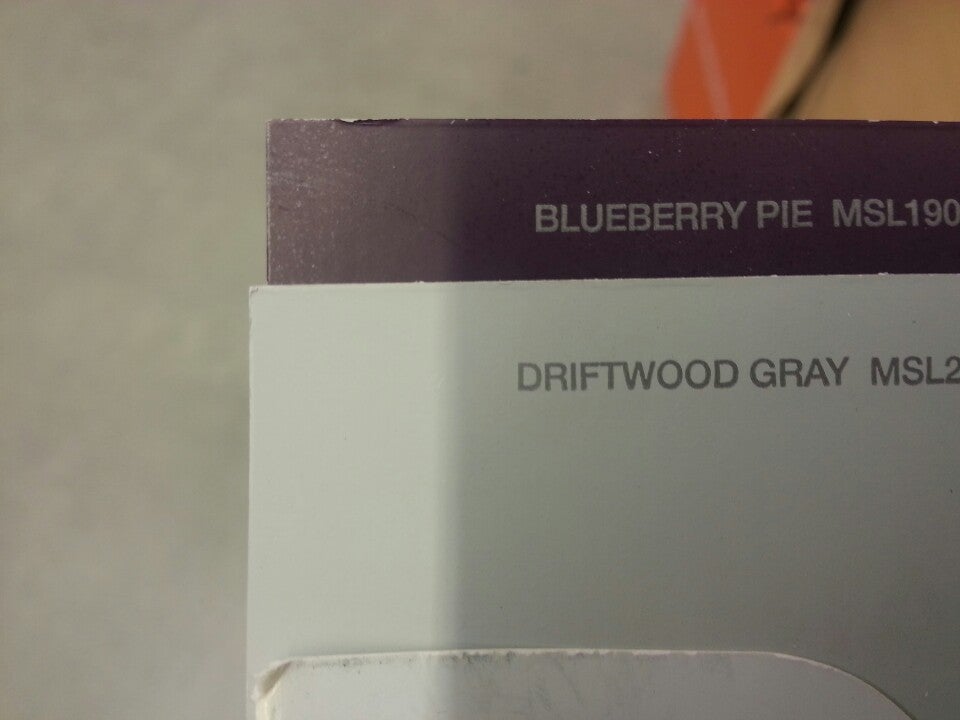 BLUEBERRY PIE MSL190
DRIFTWOOD GRAY MSL2